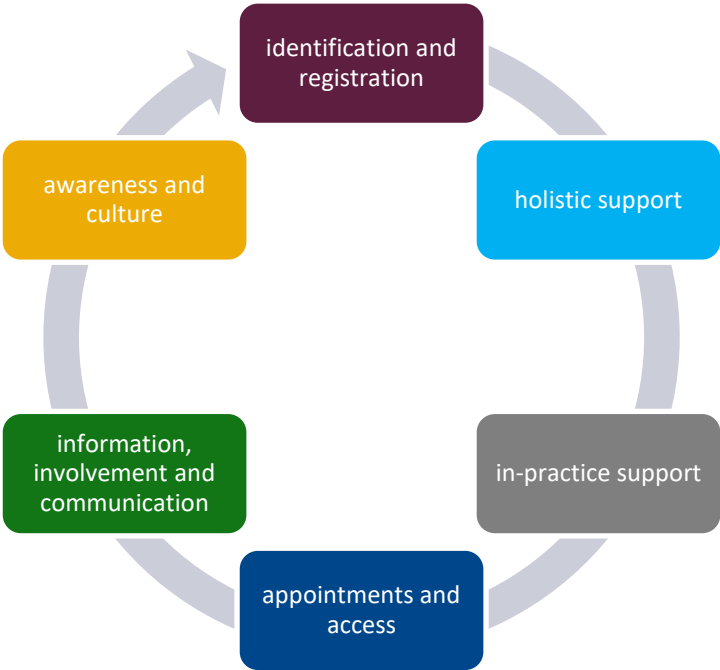 identification and
registration
holistic support
in-practice support
appointments and
access
information,
involvement and
communication
awareness and
culture